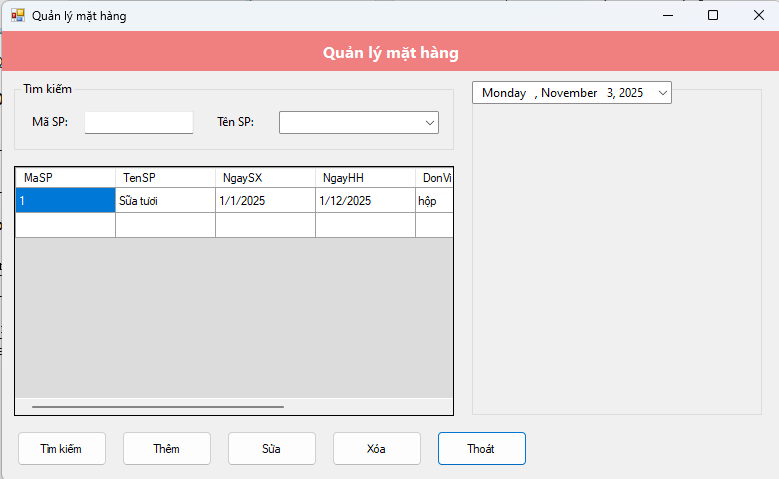 Quản lý mặt hàng
Quản lý mặt hàng
Tìm kiếm
Mã SP:
Tên SP:
Monday , November 3, 2025
MaSP TenSP NgaySX NgayHH DonVi
1 Sữa tươi 1/1/2025 1/12/2025 hộp
Tìm kiếm Thêm Sửa Xóa Thoát